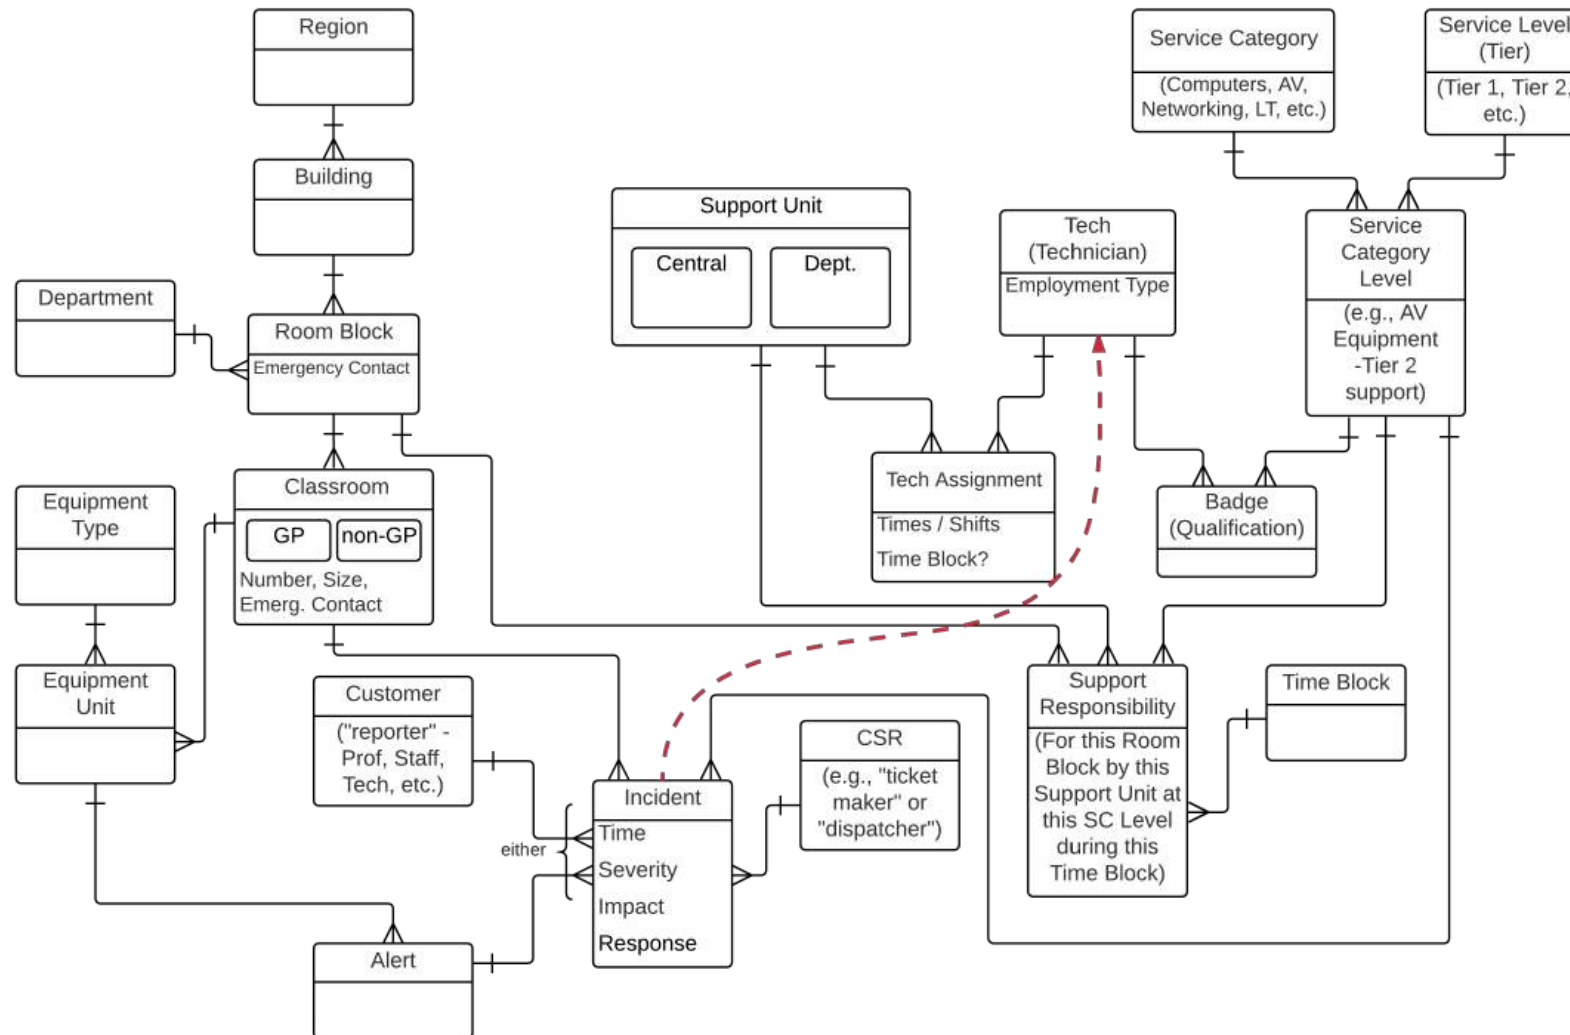 Region
Building
Department
Room Block
Emergency Contact
Equipment
Type
Classroom
GP
non-GP
Number, Size,
Emerg. Contact
Equipment
Unit
Customer
("reporter" -
Prof, Staff,
Tech, etc.)
either
Alert
Incident
Time
Severity
Impact
Response
CSR
(e.g., "ticket
maker" or
"dispatcher")
Support Unit
Central
Dept.
Tech
(Technician)
Employment Type
Tech Assignment
Times / Shifts
Time Block?
Badge
(Qualification)
Service Category
(Computers, AV,
Networking, LT, etc.)
Service Level
(Tier)
(Tier 1, Tier 2,
etc.)
Service
Category
Level
(e.g., AV
Equipment
-Tier 2
support)
Support
Responsibility
(For this Room
Block by this
Support Unit at
this SC Level
during this
Time Block)
Time Block